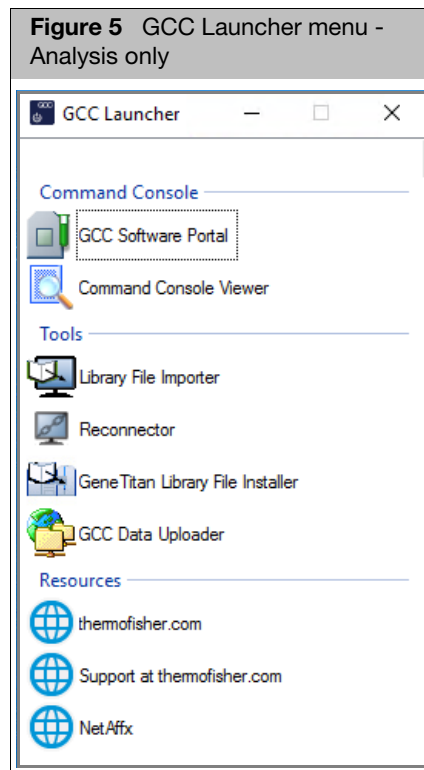 Figure 5 GCC Launcher menu -
Analysis only
GCC Launcher
Command Console
GCC Software Portal
Command Console Viewer
Tools
Library File Importer
Reconnector
GeneTitan Library File Installer
GCC Data Uploader
Resources
thermofisher.com
Support at thermofisher.com
NetAffx